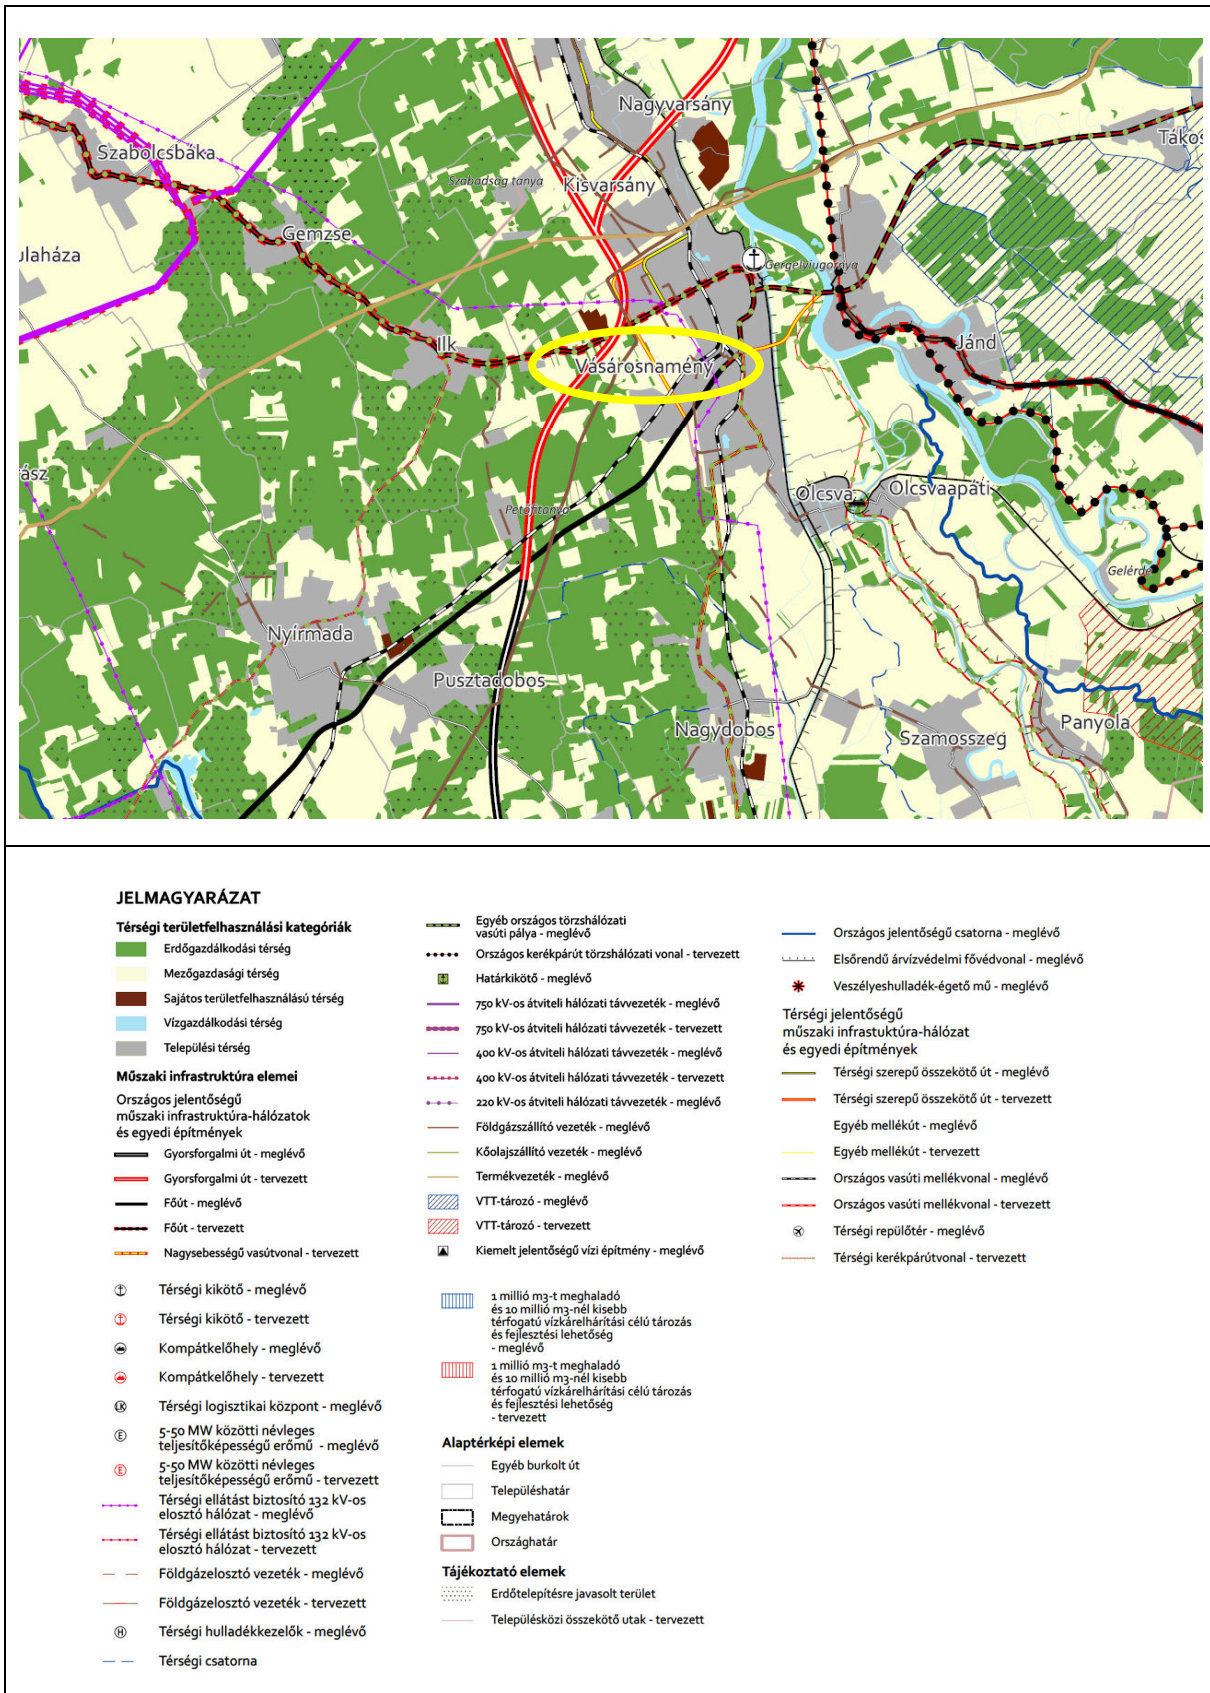 Nagyvarsány
Tákos
Szabolcsbáka
Szabadság tanya
Kisvarsány
Gemzse
ulaháza
Gergelyiugornya
Ilk
Jánd
Vásárosnamény
ász
Olcsva
Olcsvaapáti
Petőfitanya
Gelérde
Nyírmada
Pusztadobos
Nagydobos
Szamosszeg
Panyola
JELMAGYARÁZAT
Térségi területfelhasználási kategóriák
Erdőgazdálkodási térség
Mezőgazdasági térség
Sajátos területfelhasználású térség
Vízgazdálkodási térség
Települési térség
Műszaki infrastruktúra elemei
Országos jelentőségű
műszaki infrastruktúra-hálózatok
és egyedi építmények
Gyorsforgalmi út - meglévő
Gyorsforgalmi út - tervezett
Főút - meglévő
Főút - tervezett
Nagysebességű vasútvonal - tervezett
Térségi kikötő - meglévő
Térségi kikötő - tervezett
Kompátkelőhely - meglévő
Kompátkelőhely - tervezett
LK Térségi logisztikai központ - meglévő
E 5-50 MW közötti névleges
teljesítőképességű erőmű - meglévő
E 5-50 MW közötti névleges
teljesítőképességű erőmű - tervezett
Térségi ellátást biztosító 132 kV-os
elosztó hálózat - meglévő
Térségi ellátást biztosító 132 kV-os
elosztó hálózat - tervezett
Földgázelosztó vezeték - meglévő
Földgázelosztó vezeték - tervezett
H Térségi hulladékkezelők - meglévő
Térségi csatorna
Egyéb országos törzshálózati
vasúti pálya - meglévő
Országos kerékpárút törzshálózati vonal - tervezett
Határkikötő - meglévő
750 kV-os átviteli hálózati távvezeték - meglévő
750 kV-os átviteli hálózati távvezeték - tervezett
400 kV-os átviteli hálózati távvezeték - meglévő
400 kV-os átviteli hálózati távvezeték - tervezett
220 kV-os átviteli hálózati távvezeték - meglévő
Földgázszállító vezeték - meglévő
Kőolajszállító vezeték - meglévő
Termékvezeték - meglévő
VTT-tározó - meglévő
VTT-tározó - tervezett
Kiemelt jelentőségű vízi építmény - meglévő
1 millió m3-t meghaladó
és 10 millió m3-nél kisebb
térfogatú vízkárelhárítási célú tározás
és fejlesztési lehetőség
- meglévő
1 millió m3-t meghaladó
és 10 millió m3-nél kisebb
térfogatú vízkárelhárítási célú tározás
és fejlesztési lehetőség
- tervezett
Alaptérképi elemek
Egyéb burkolt út
Településhatár
Megyehatárok
Országhatár
Tájékoztató elemek
Erdőtelepítésre javasolt terület
Településközi összekötő utak - tervezett
Országos jelentőségű csatorna - meglévő
Elsőrendű árvízvédelmi fővédvonal - meglévő
Veszélyeshulladék-égető mű - meglévő
Térségi jelentőségű
műszaki infrastuktúra-hálózat
és egyedi építmények
Térségi szerepű összekötő út - meglévő
Térségi szerepű összekötő út - tervezett
Egyéb mellékút - meglévő
Egyéb mellékút - tervezett
Országos vasúti mellékvonal - meglévő
Országos vasúti mellékvonal - tervezett
Térségi repülőtér - meglévő
Térségi kerékpárútvonal - tervezett